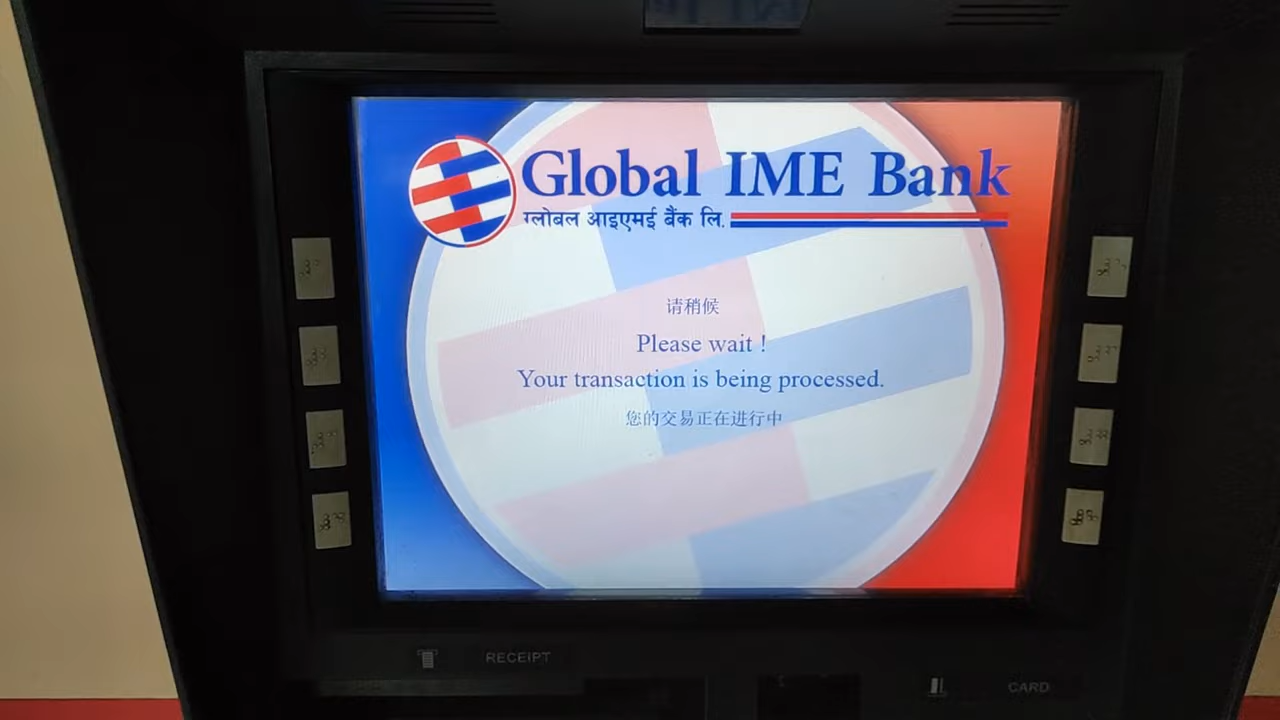 Global IME Bank
ग्लोबल आइएमई बैंक लि.
请稍候
Please wait !
Your transaction is being processed.
您的交易正在进行中
RECEIPT
CARD